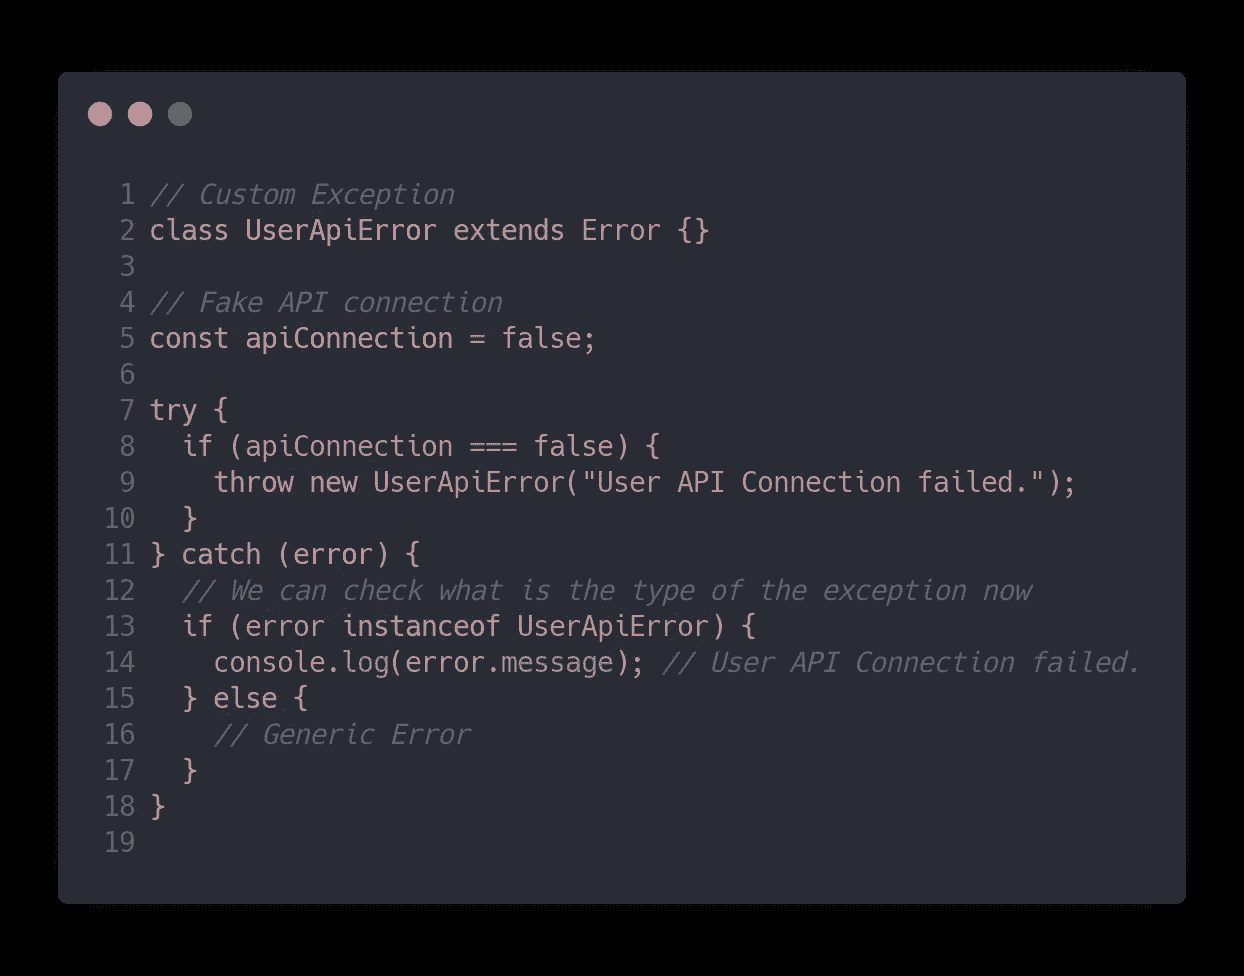 1 // Custom Exception
2 class UserApiError extends Error {}
3
4 // Fake API connection
5 const apiConnection = false;
6
7 try {
8   if (apiConnection === false) {
9     throw new UserApiError("User API Connection failed.");
10   }
11 } catch (error) {
12   // We can check what is the type of the exception now
13   if (error instanceof UserApiError) {
14     console.log(error.message); // User API Connection failed.
15   } else {
16     // Generic Error
17   }
18 }
19